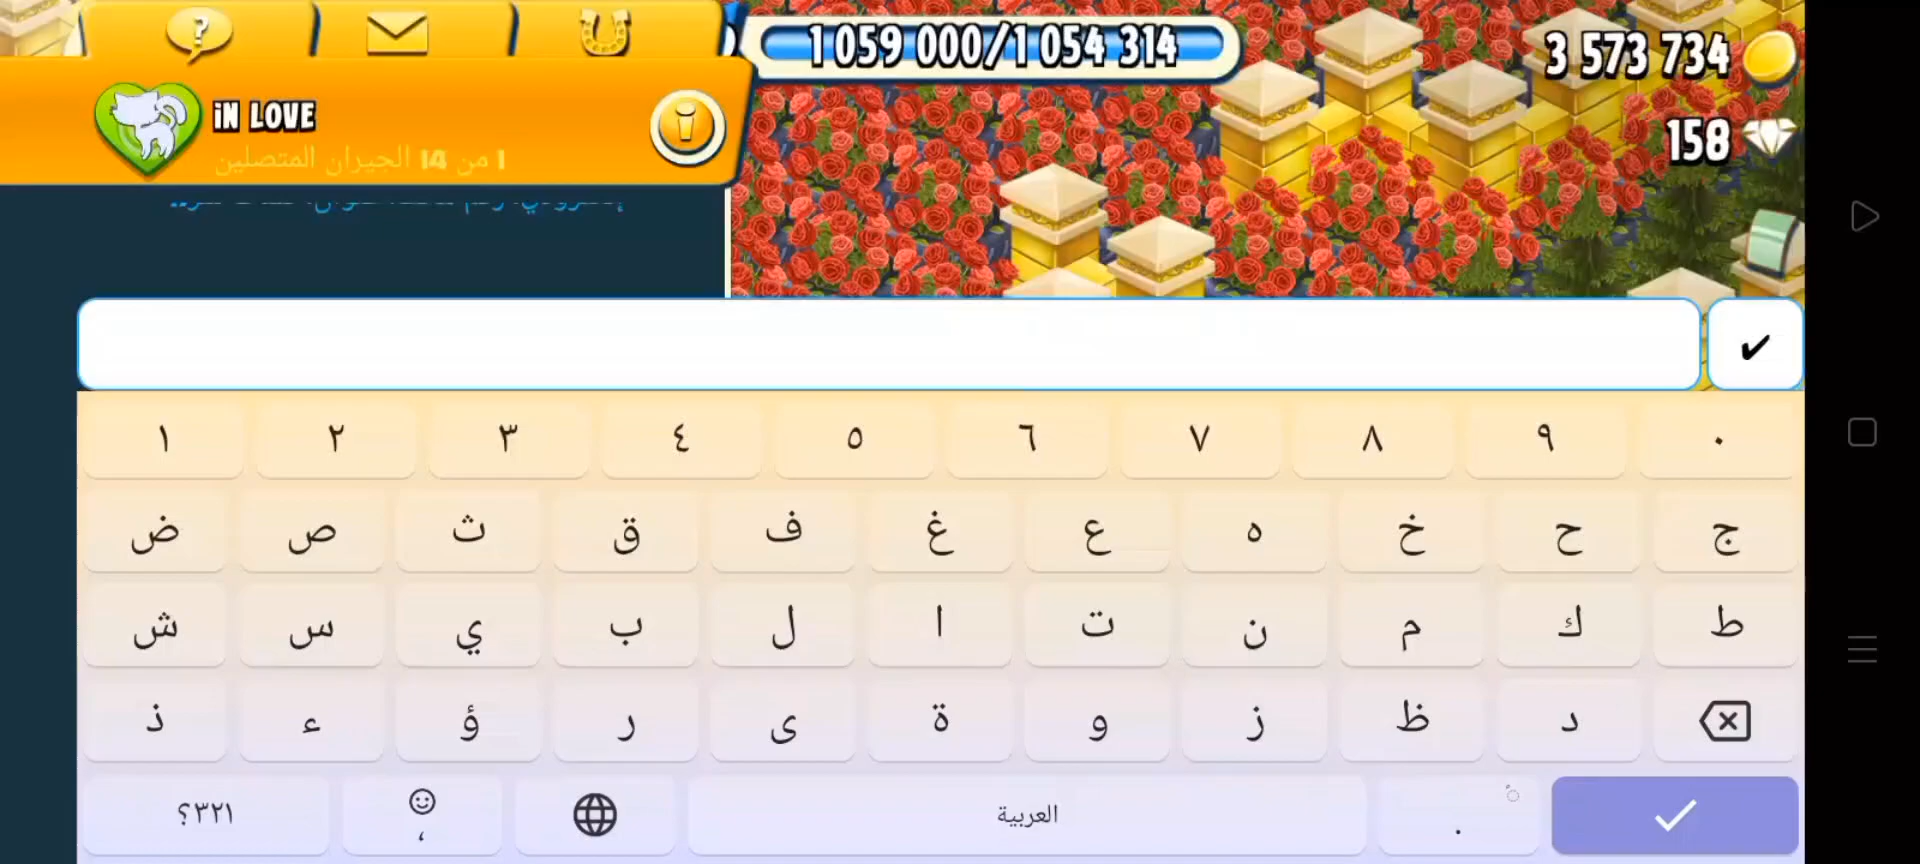 1 059 000/1 054 314
3 573 734
158
iN LOVE
1 من 14 الجيران المتصلين
١ ٢ ٣ ٤ ٥ ٦ ٧ ٨ ٩ ٠
ض ص ث ق ف غ ع ه خ ح ج
ش س ي ب ل ا ت ن م ك ط
ذ ء ؤ ر ى ة و ز ظ د
؟٣٢١ ، العربية .